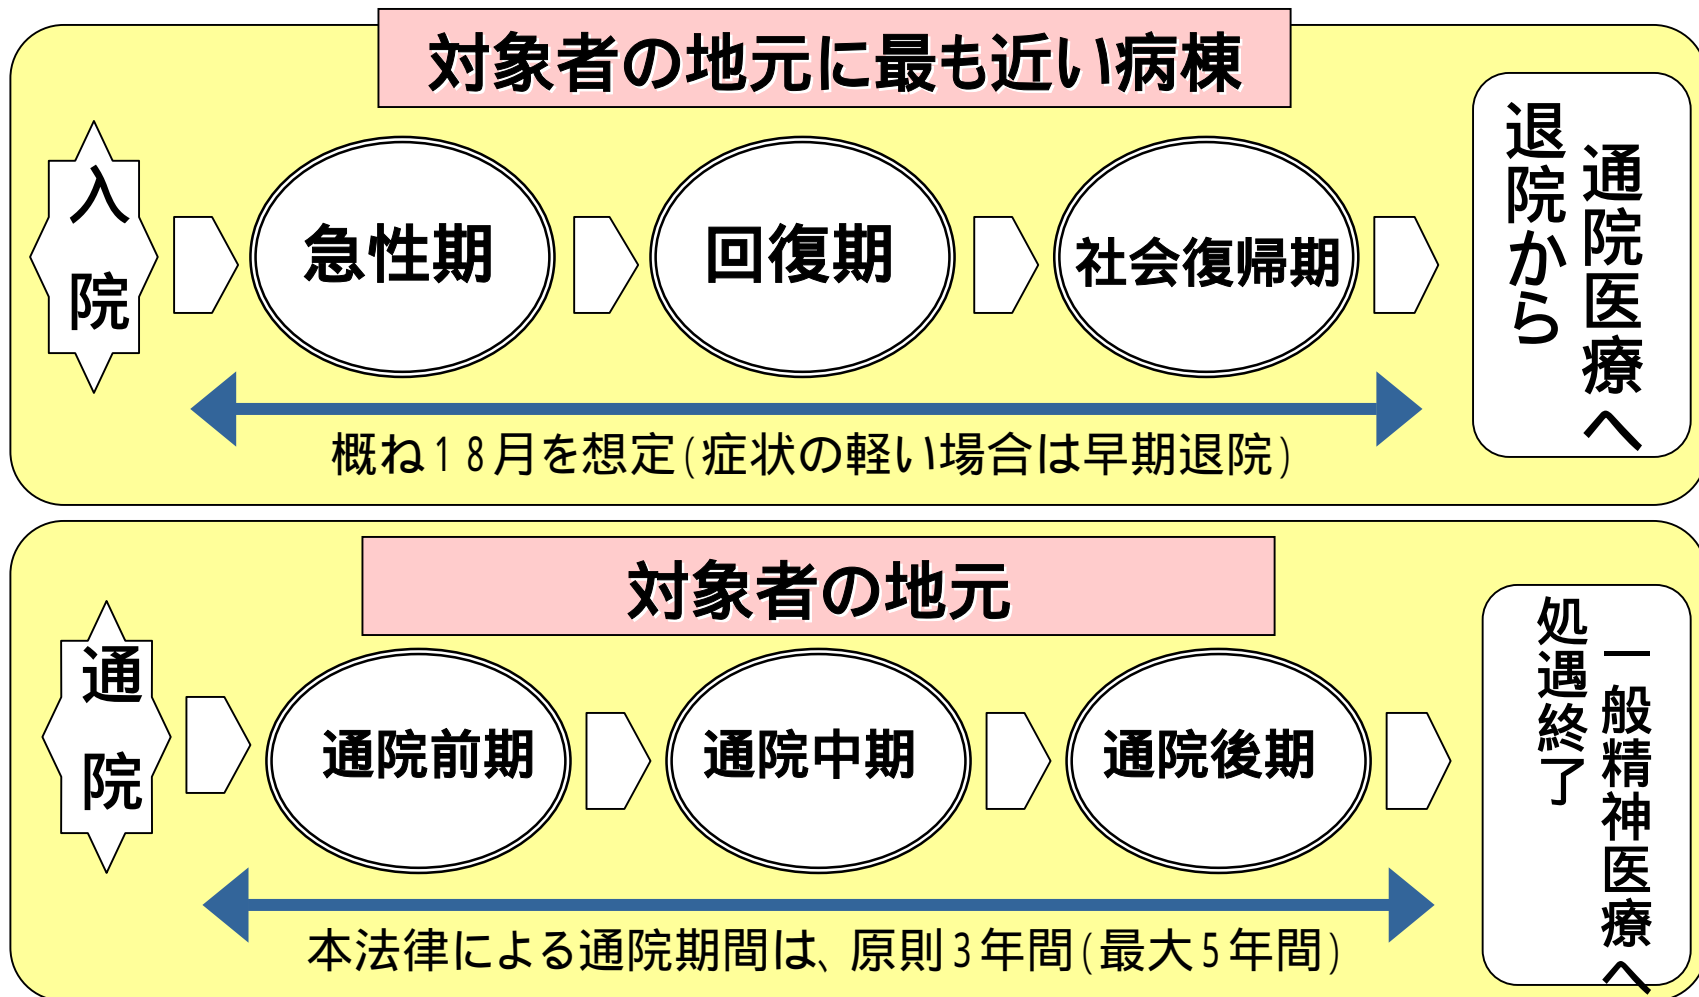 対象者の地元に最も近い病棟
入院
急性期
回復期
社会復帰期
退院から
通院医療へ
概ね18月を想定(症状の軽い場合は早期退院)
対象者の地元
通院
通院前期
通院中期
通院後期
処遇終了
一般精神医療へ
本法律による通院期間は、原則3年間(最大5年間)